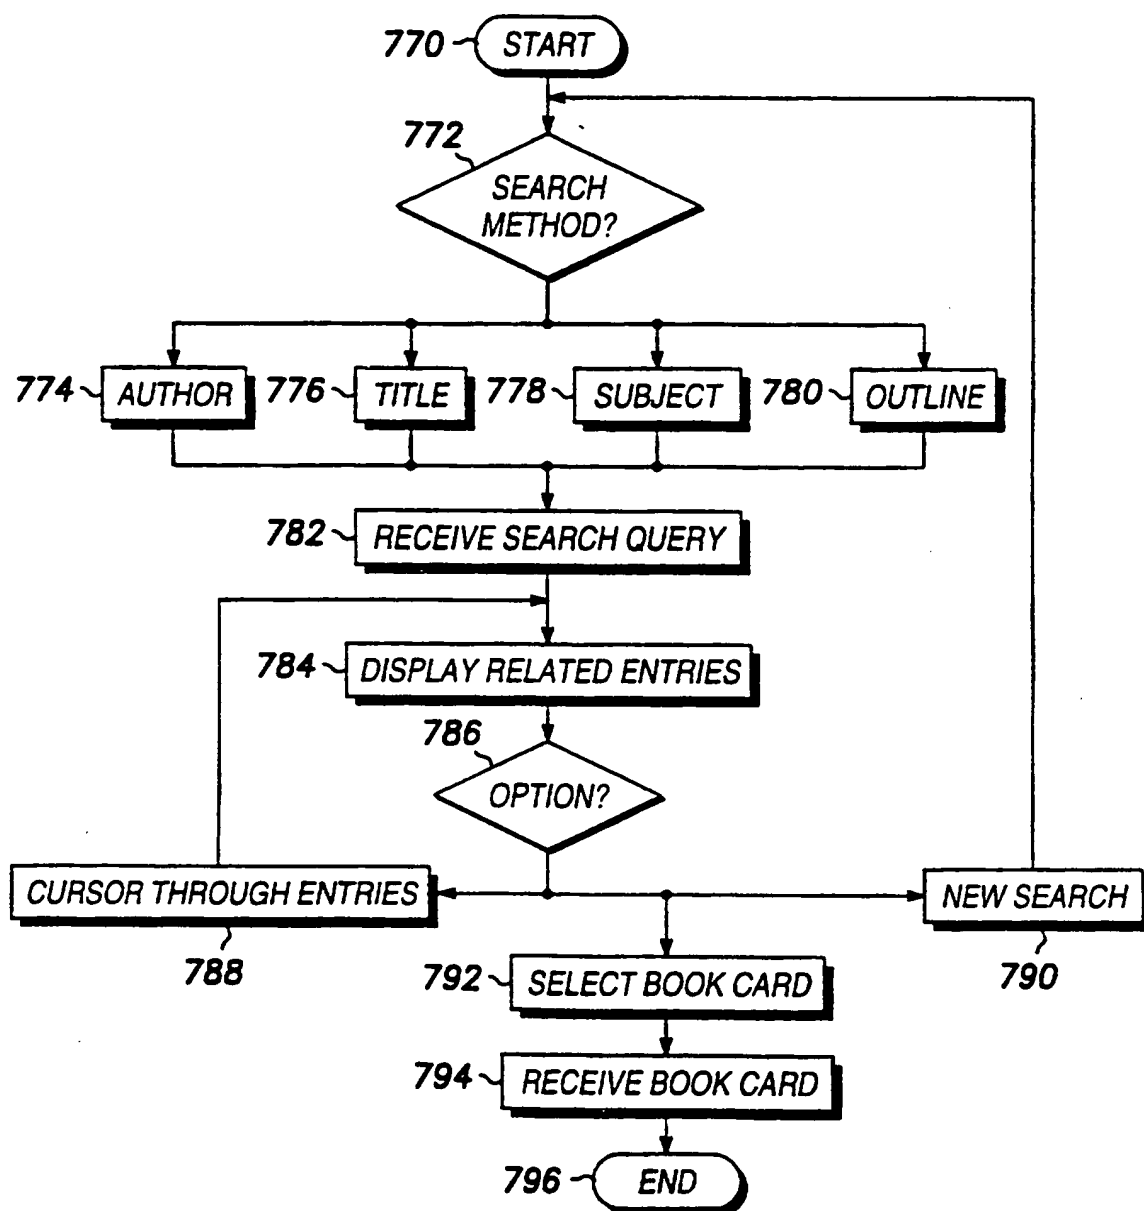 770 START
772
SEARCH
METHOD?
774 AUTHOR 776 TITLE 778 SUBJECT 780 OUTLINE
782 RECEIVE SEARCH QUERY
784 DISPLAY RELATED ENTRIES
786
OPTION?
CURSOR THROUGH ENTRIES NEW SEARCH
788 790
792 SELECT BOOK CARD
794 RECEIVE BOOK CARD
796 END